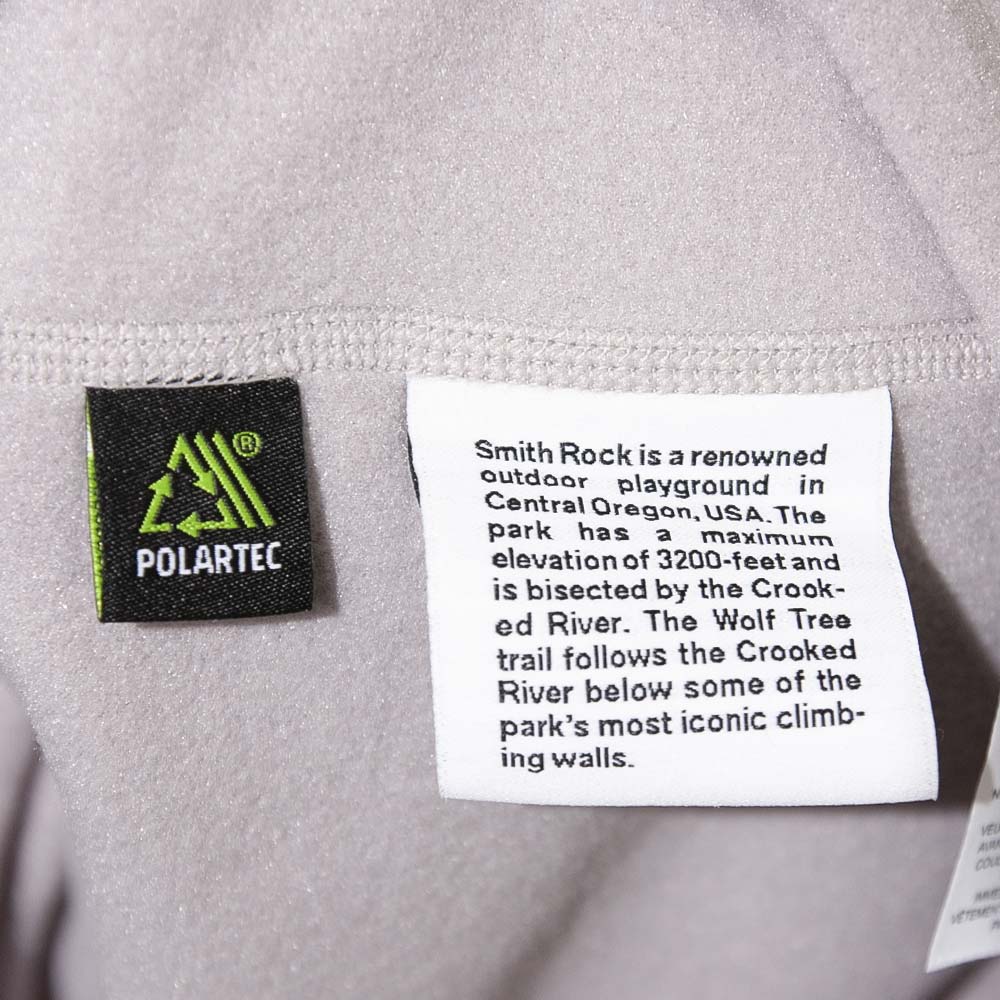 ®
POLARTEC
Smith Rock is a renowned
outdoor playground in
Central Oregon, USA. The
park has a maximum
elevation of 3200-feet and
is bisected by the Crook-
ed River. The Wolf Tree
trail follows the Crooked
River below some of the
park's most iconic climb-
ing walls.